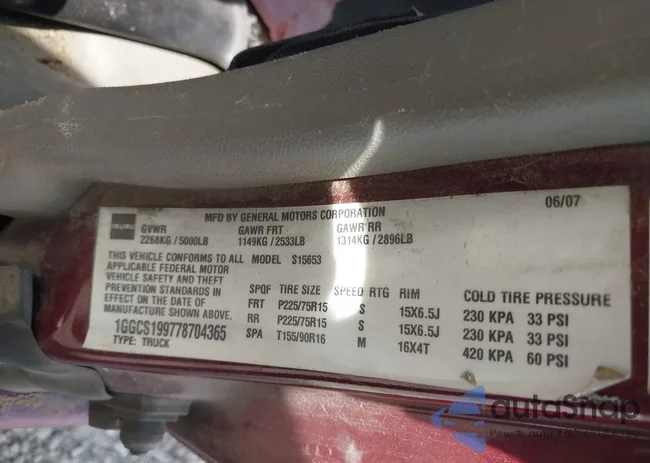 MFD BY GENERAL MOTORS CORPORATION 06/07
GVWR GAWR FRT GAWR RR
2268KG / 5000LB 1149KG / 2533LB 1314KG / 2896LB
THIS VEHICLE CONFORMS TO ALL MODEL S15653
APPLICABLE FEDERAL MOTOR
VEHICLE SAFETY AND THEFT
PREVENTION STANDARDS IN
EFFECT ON THE DATE OF
MANUFACTURE SHOWN ABOVE.
1GGCS199778704365
TYPE: TRUCK
SPQF TIRE SIZE SPEED RTG RIM COLD TIRE PRESSURE
FRT P225/75R15 S 15X6.5J 230 KPA 33 PSI
RR P225/75R15 S 15X6.5J 230 KPA 33 PSI
SPA T155/90R16 M 16X4T 420 KPA 60 PSI
autaSnap